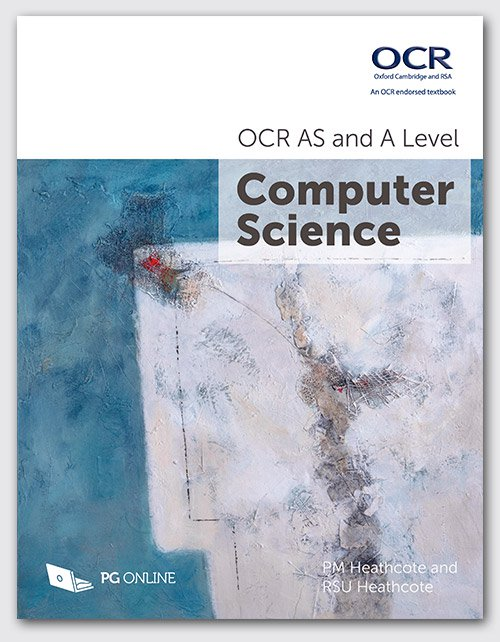 OCR
Oxford Cambridge and RSA
An OCR endorsed textbook
OCR AS and A Level
Computer
Science
PM Heathcote and
RSU Heathcote
PG ONLINE